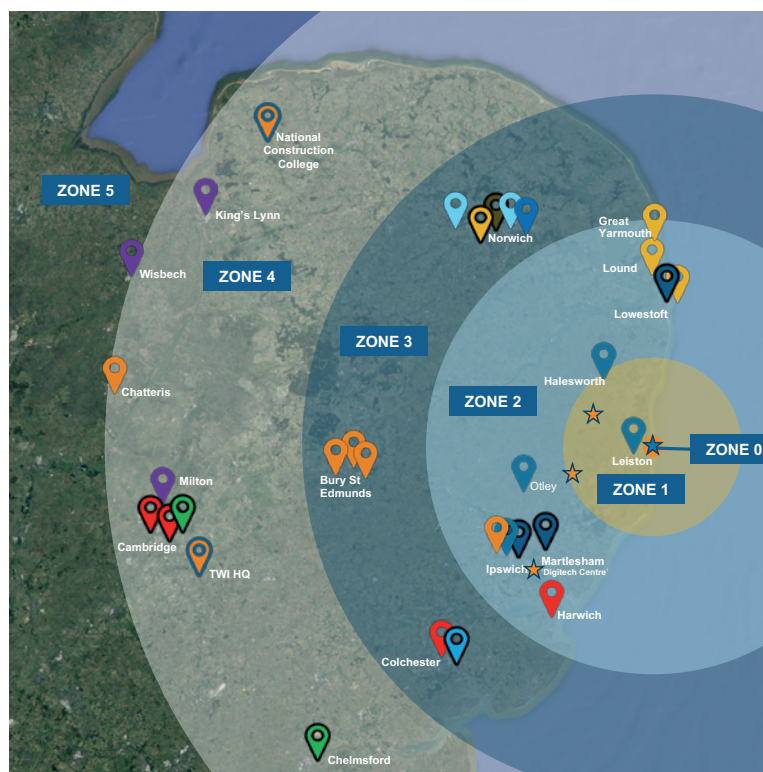 National
Construction
College
ZONE 5
King's Lynn
Norwich
Great
Yarmouth
Wisbech
ZONE 4
Lound
Lowestoft
ZONE 3
Halesworth
Chatteris
ZONE 2
ZONE 0
Leiston
Bury St
Edmunds
Milton
Otley
ZONE 1
Cambridge
Martlesham
'Digitech Centre'
Ipswich
TWI HQ
Harwich
Colchester
Chelmsford